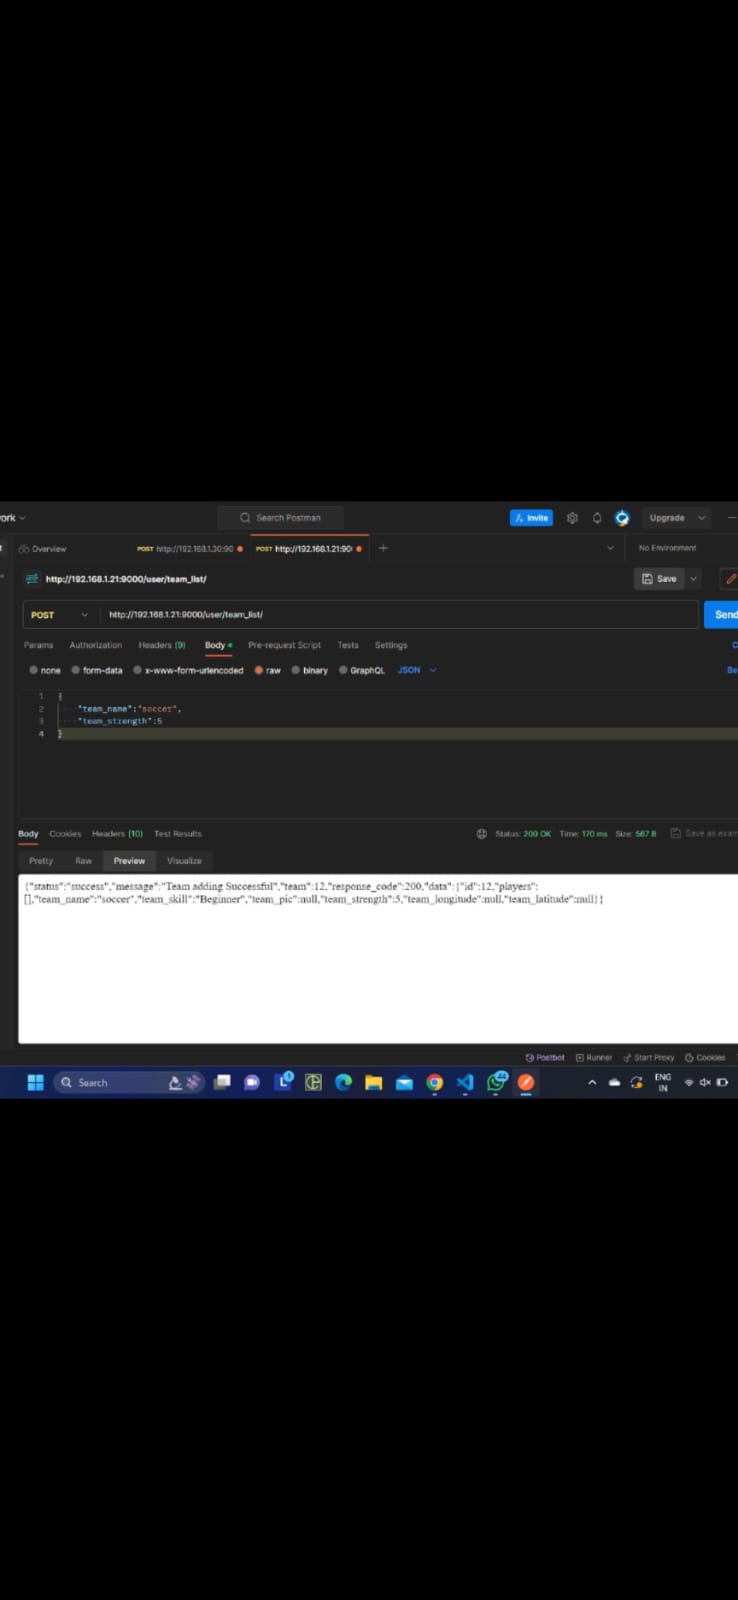 ork
Search Postman
Invite
Upgrade
Overview
POST http://192.168.1.30:90
POST http://192.168.1.21:90
No Environment
http://192.168.1.21:9000/user/team_list/
Save
POST
http://192.168.1.21:9000/user/team_list/
Send
Params Authorization Headers (9) Body Pre-request Script Tests Settings
C
none form-data x-www-form-urlencoded raw binary GraphQL JSON
Be
1 {
2 "team_name":"soccer",
3 "team_strength":5
4 }
Body Cookies Headers (10) Test Results
Status: 200 OK Time: 170 ms Size: 567 B Save as exam
Pretty Raw Preview Visualize
{"status":"success","message":"Team adding Successful","team":12,"response_code":200,"data":{"id":12,"players":
[],"team_name":"soccer","team_skill":"Beginner","team_pic":null,"team_strength":5,"team_longitude":null,"team_latitude":null}}
Postbot Runner Start Proxy Cookies
Search
ENG
IN